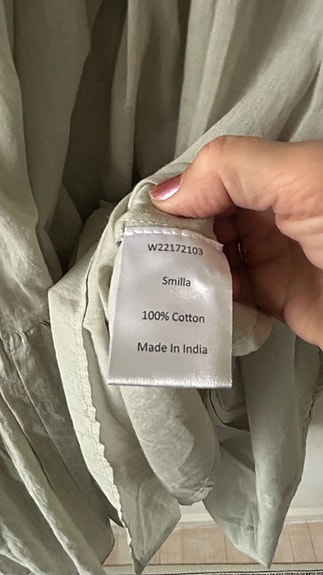 W22172103
Smilla
100% Cotton
Made In India